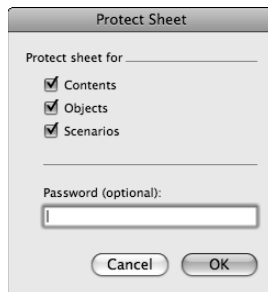 Protect Sheet
Protect sheet for
Contents
Objects
Scenarios
Password (optional):
Cancel OK